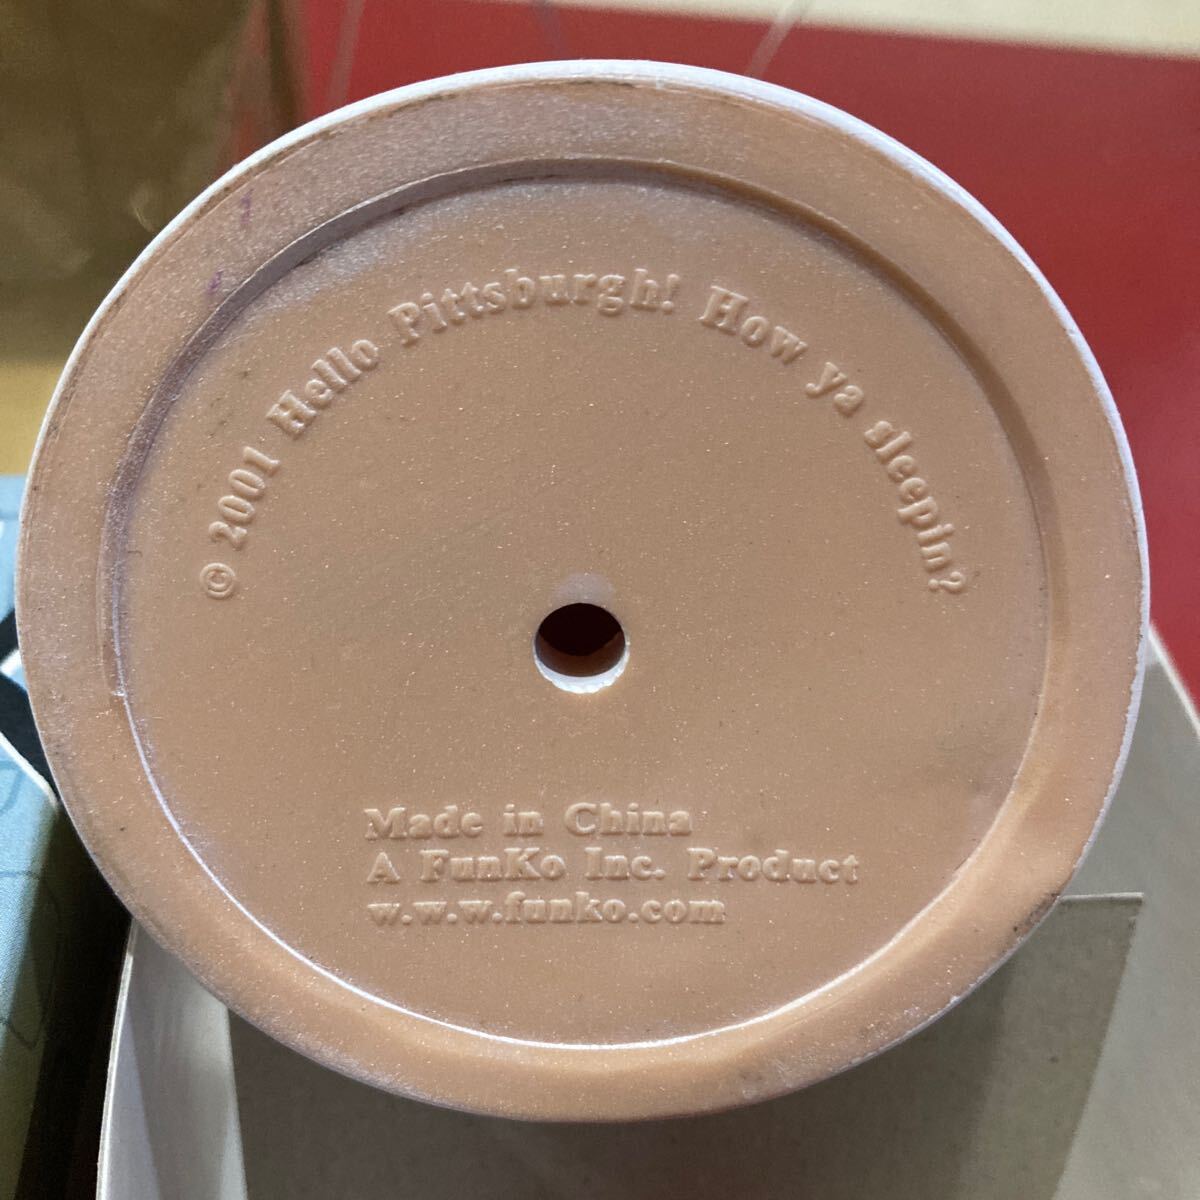 © 2001 Hello Pittsburgh! How ya sleepin?
Made in China
A FunKo Inc. Product
w.w.w.funko.com